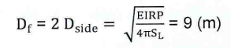 D_f = 2 D_side = √(EIRP / 4πS_L) = 9 (m)